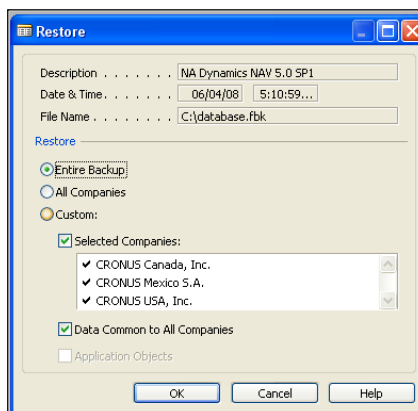 Restore
Description . . . . . . . NA Dynamics NAV 5.0 SP1
Date & Time. . . . . . . 06/04/08 5:10:59...
File Name . . . . . . . . C:\database.fbk
Restore
Entire Backup
All Companies
Custom:
Selected Companies:
CRONUS Canada, Inc.
CRONUS Mexico S.A.
CRONUS USA, Inc.
Data Common to All Companies
Application Objects
OK Cancel Help